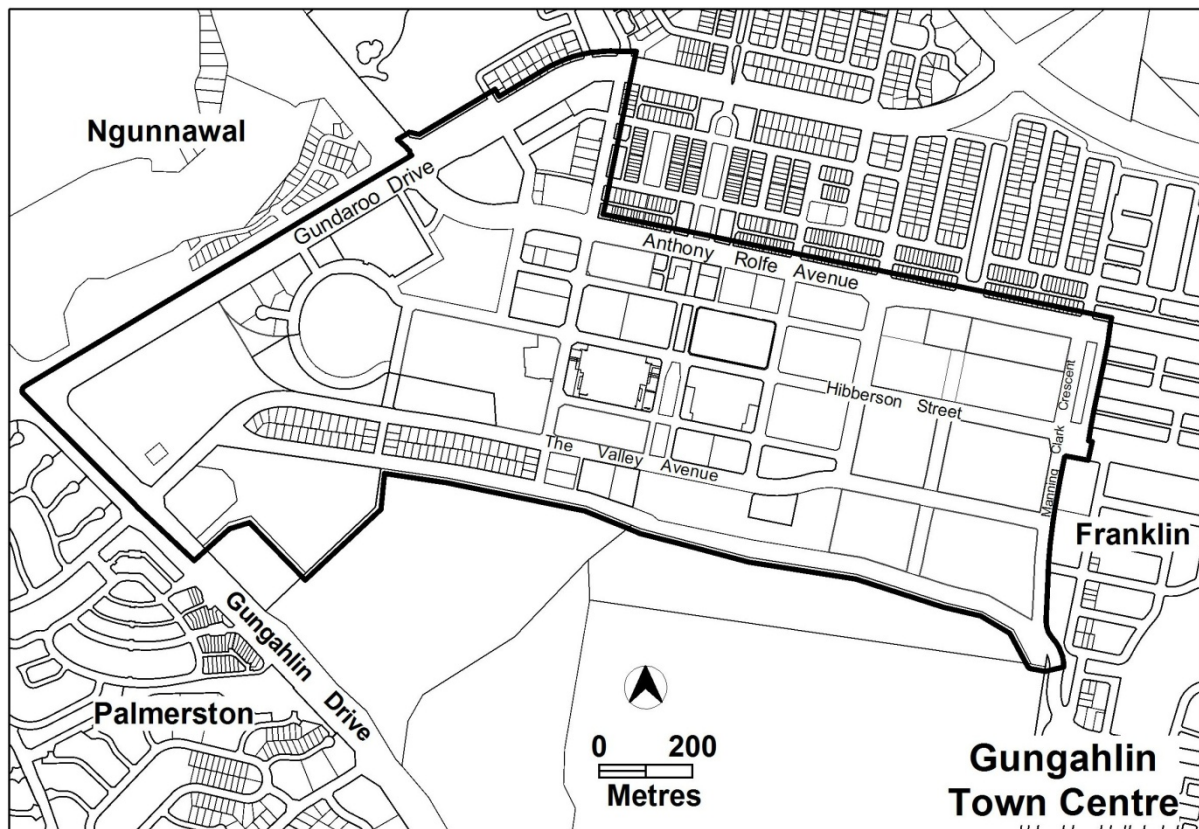 Ngunnawal
Gundaroo Drive
Anthony Rolfe Avenue
Hibberson Street
Manning Clark Crescent
The Valley Avenue
Franklin
Gungahlin Drive
Palmerston
0 200
Metres
Gungahlin
Town Centre